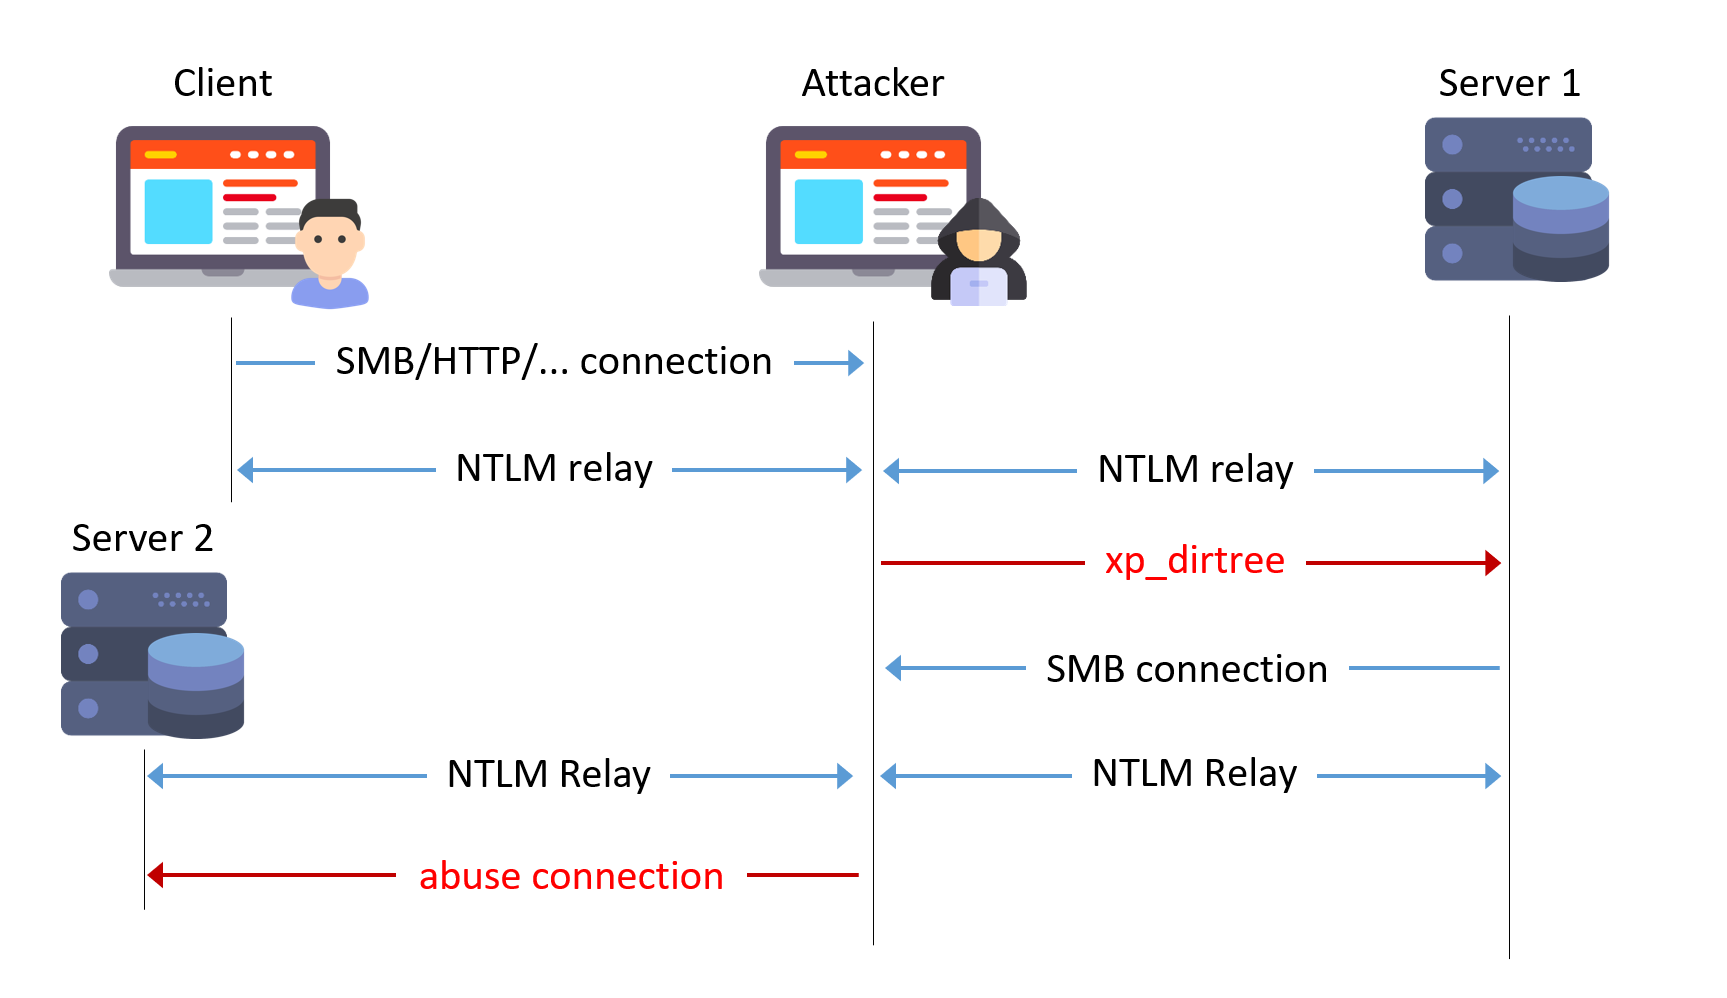 Client
Attacker
Server 1
SMB/HTTP/... connection
NTLM relay
NTLM relay
Server 2
xp_dirtree
SMB connection
NTLM Relay
NTLM Relay
abuse connection